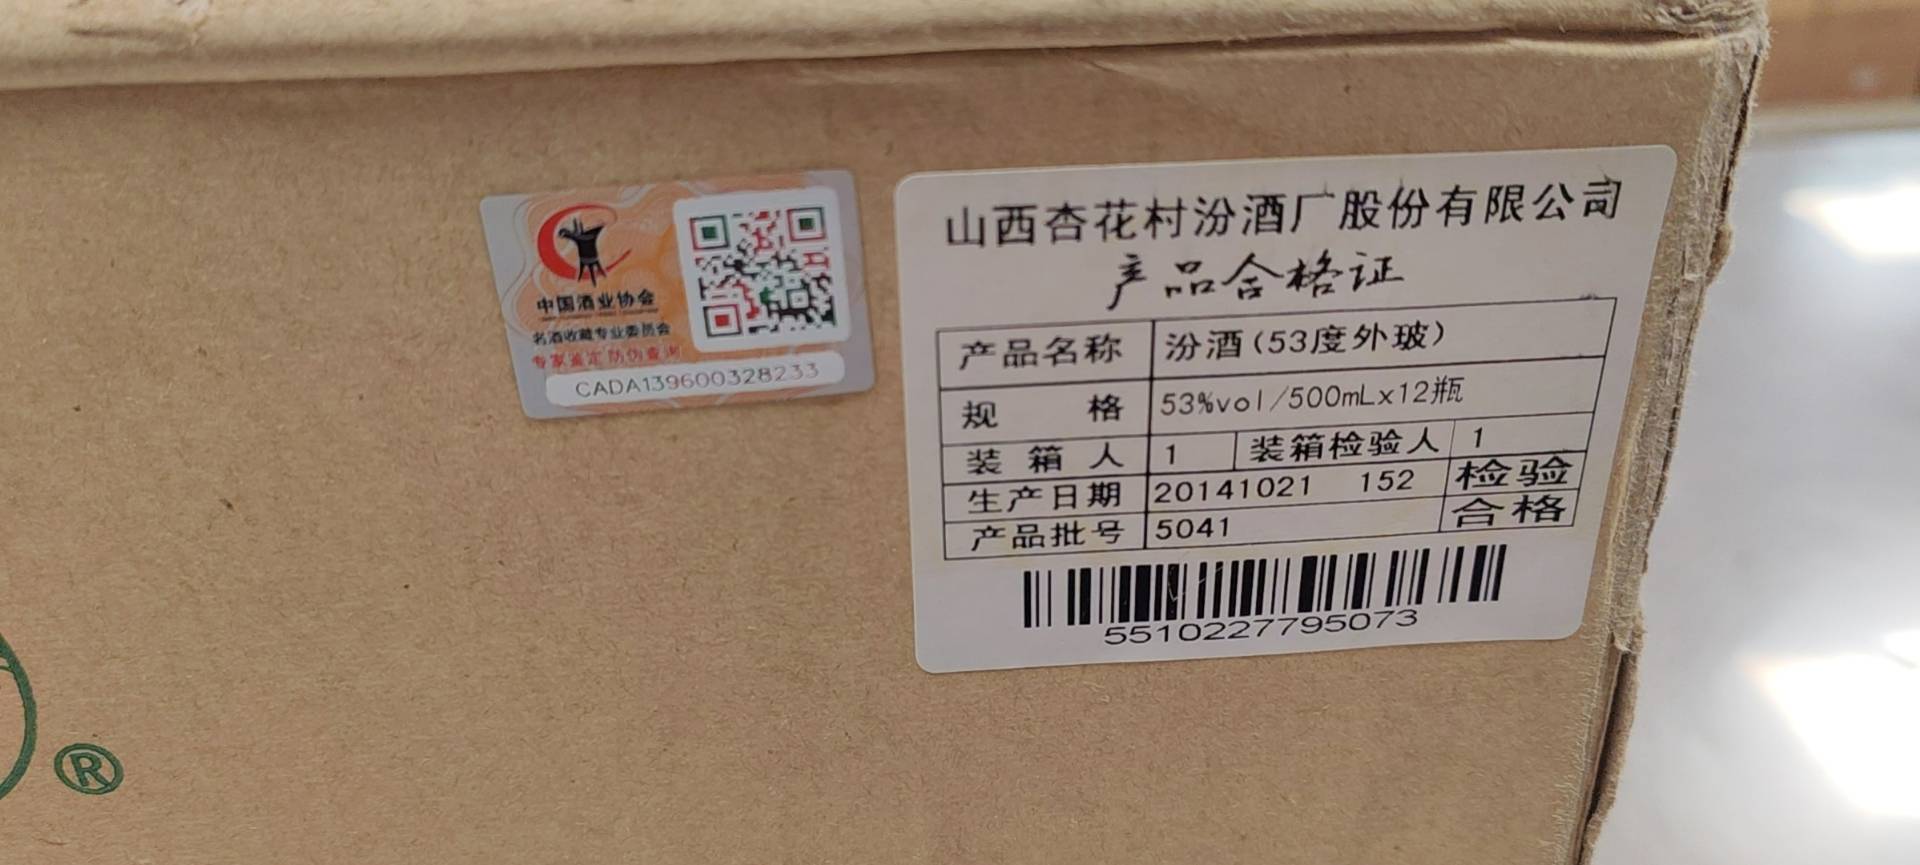 中国酒业协会
名酒收藏专业委员会
专家鉴定 防伪查询
CADA139600328233
山西杏花村汾酒厂股份有限公司
产品合格证
产品名称 汾酒(53度外玻)
规 格 53%vol/500mLx12瓶
装 箱 人 1 装箱检验人 1
生产日期 20141021 152 检验
产品批号 5041 合格
5510227795073
®